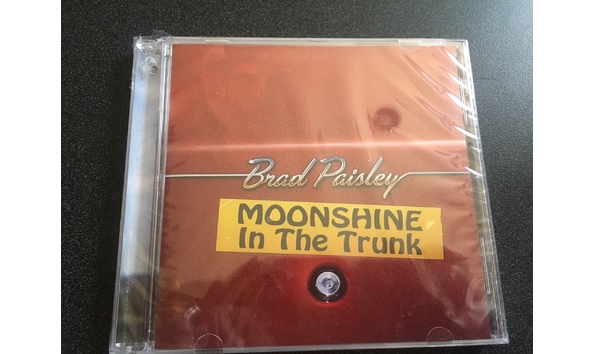 Brad Paisley
MOONSHINE
In The Trunk